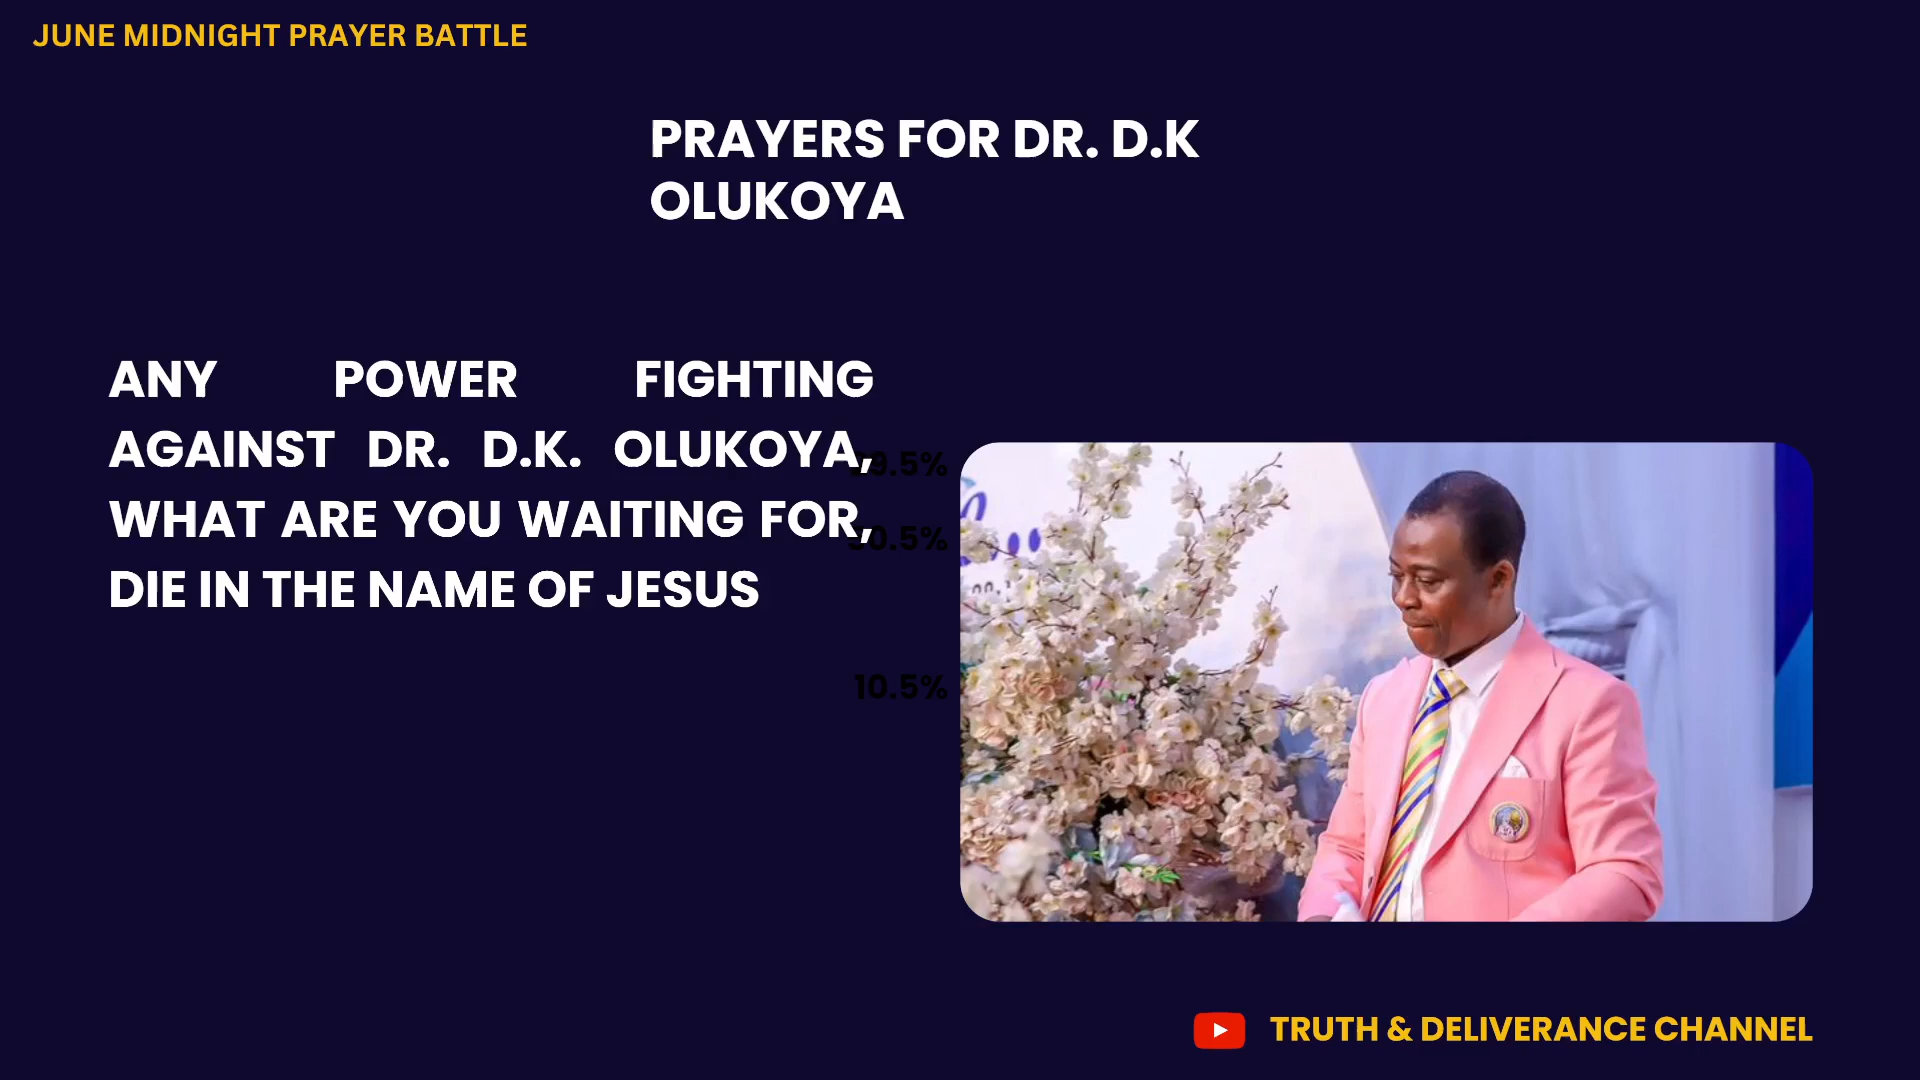 JUNE MIDNIGHT PRAYER BATTLE
PRAYERS FOR DR. D.K
OLUKOYA
ANY POWER FIGHTING
AGAINST DR. D.K. OLUKOYA,
WHAT ARE YOU WAITING FOR,
DIE IN THE NAME OF JESUS
10.5%
TRUTH & DELIVERANCE CHANNEL